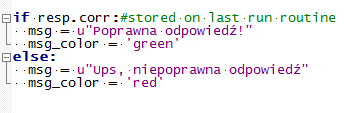 if resp.corr:#stored on last run routine
msg = u"Poprawna odpowiedź!"
msg_color = 'green'
else:
msg = u"Ups, niepoprawna odpowiedź"
msg_color = 'red'